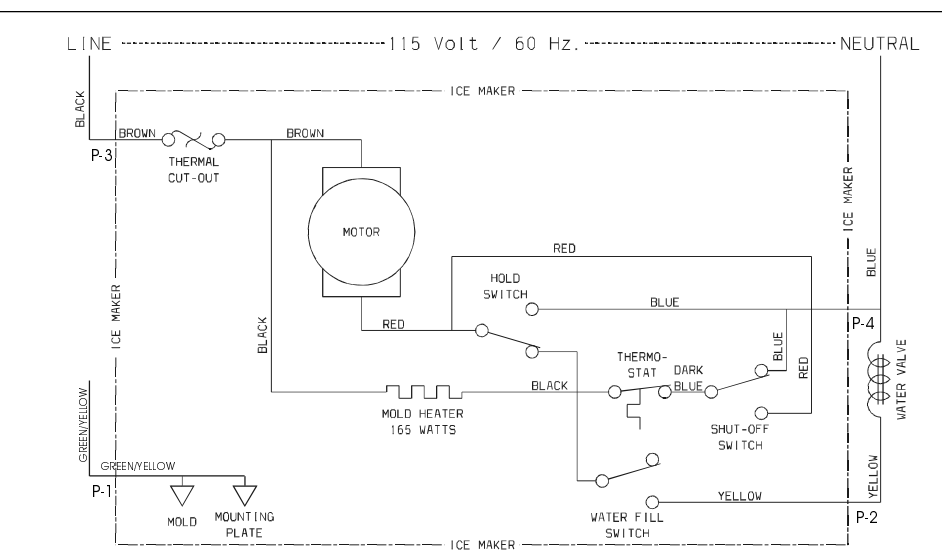 LINE 115 Volt / 60 Hz. NEUTRAL
ICE MAKER
BLACK
BROWN
BROWN
P-3
THERMAL
CUT-OUT
ICE MAKER
MOTOR
RED
BLUE
HOLD
SWITCH
BLUE
ICE MAKER
BLACK
RED
P-4
BLUE
RED
WATER VALVE
THERMO-
STAT
DARK
BLUE
BLACK
MOLD HEATER
165 WATTS
SHUT-OFF
SWITCH
GREEN/YELLOW
GREEN/YELLOW
P-1
MOLD
MOUNTING
PLATE
YELLOW
YELLOW
WATER FILL
SWITCH
P-2
ICE MAKER